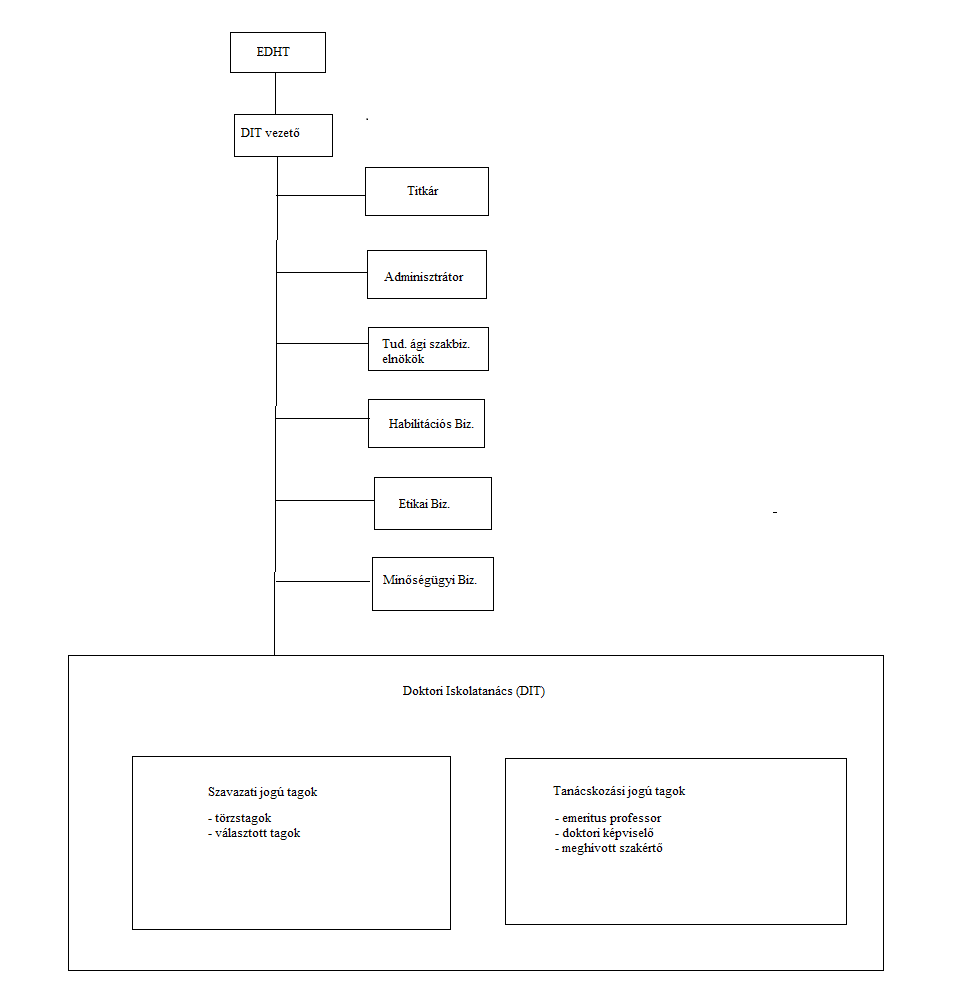 EDHT
DIT vezető
Titkár
Adminisztrátor
Tud. ági szakbiz.
elnökök
Habilitációs Biz.
Etikai Biz.
Minőségügyi Biz.
Doktori Iskolatanács (DIT)
Szavazati jogú tagok
- törzstagok
- választott tagok
Tanácskozási jogú tagok
- emeritus professor
- doktori képviselő
- meghivott szakértő